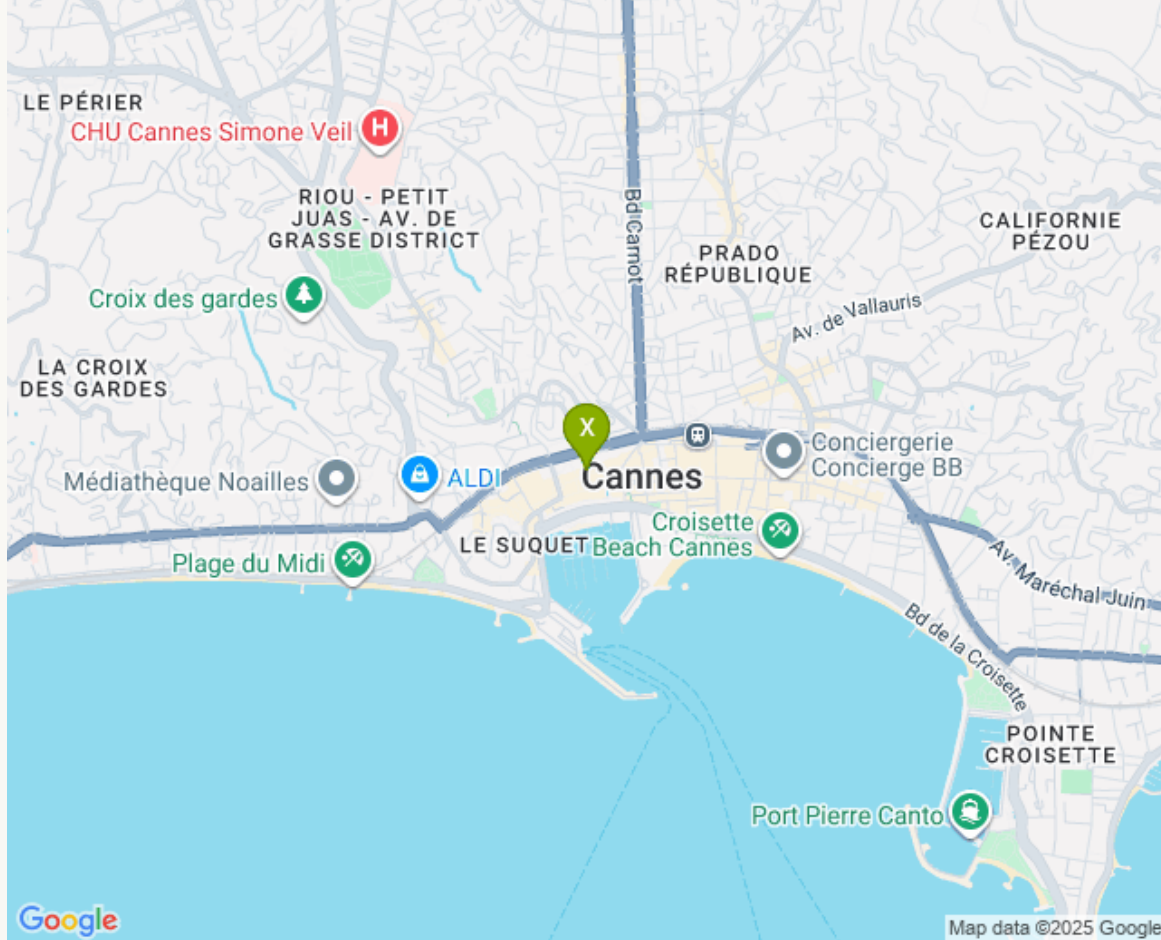 LE PÉRIER
CHU Cannes Simone Veil
H
RIOU - PETIT
JUAS - AV. DE
GRASSE DISTRICT
Bd Carnot
CALIFORNIE
PÉZOU
PRADO
RÉPUBLIQUE
Croix des gardes
Av. de Vallauris
LA CROIX
DES GARDES
X
Conciergerie
Concierge BB
Médiathèque Noailles
ALDI
Cannes
Croisette
Beach Cannes
LE SUQUET
Plage du Midi
Av. Maréchal Juin
Bd de la Croisette
POINTE
CROISETTE
Port Pierre Canto
Google
Map data ©2025 Google